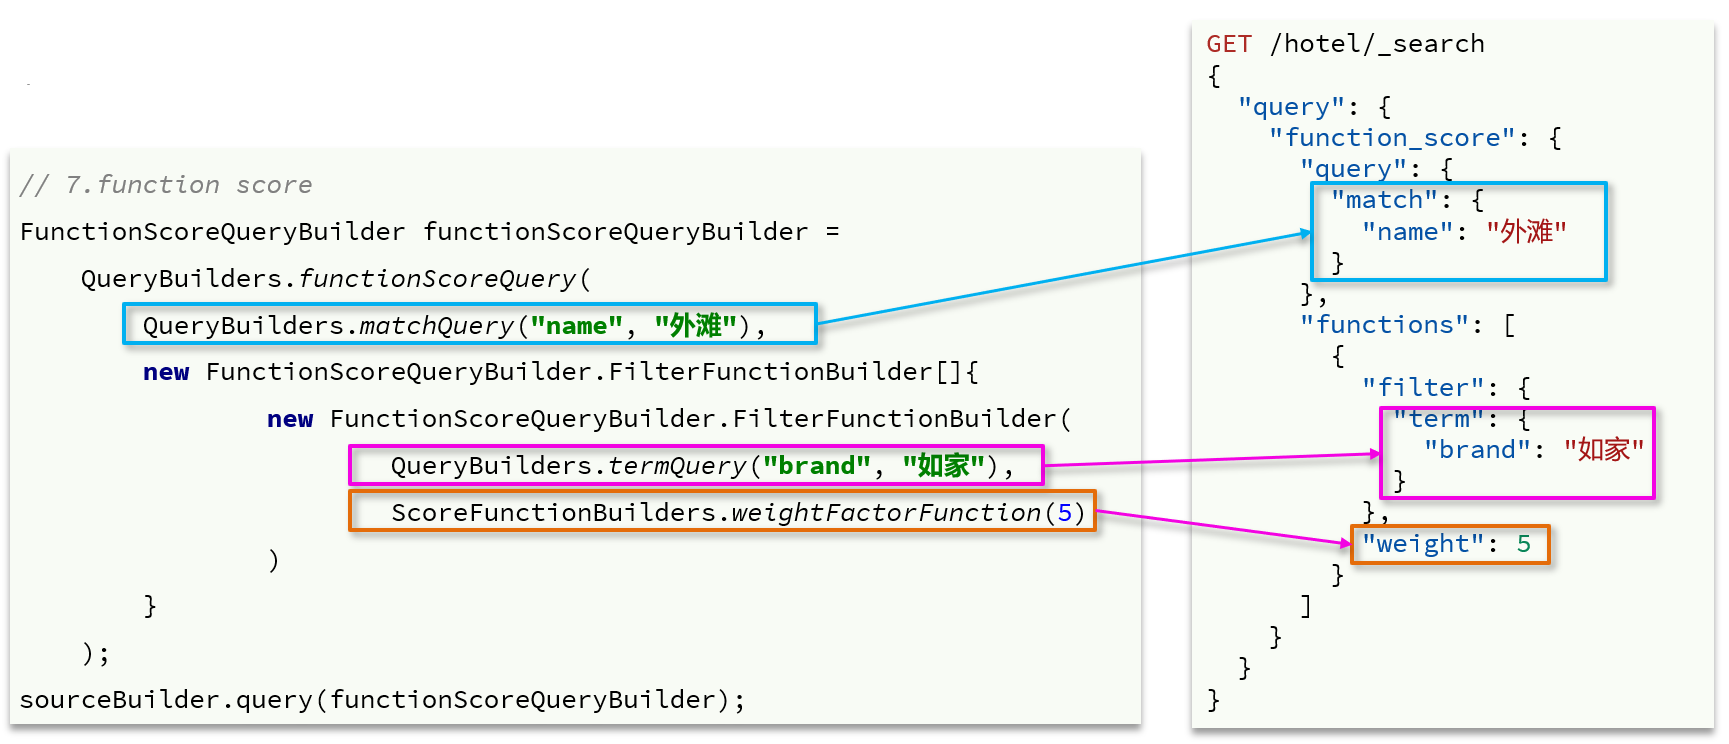 // 7.function score
FunctionScoreQueryBuilder functionScoreQueryBuilder =
    QueryBuilders.functionScoreQuery(
        QueryBuilders.matchQuery("name", "外滩"),
        new FunctionScoreQueryBuilder.FilterFunctionBuilder[]{
                new FunctionScoreQueryBuilder.FilterFunctionBuilder(
                        QueryBuilders.termQuery("brand", "如家"),
                        ScoreFunctionBuilders.weightFactorFunction(5)
                )
        }
    );
sourceBuilder.query(functionScoreQueryBuilder);
GET /hotel/_search
{
  "query": {
    "function_score": {
      "query": {
        "match": {
          "name": "外滩"
        }
      },
      "functions": [
        {
          "filter": {
            "term": {
              "brand": "如家"
            }
          },
          "weight": 5
        }
      ]
    }
  }
}